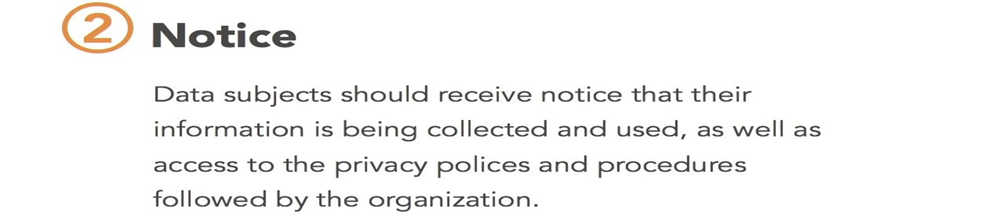 2 Notice
Data subjects should receive notice that their
information is being collected and used, as well as
access to the privacy polices and procedures
followed by the organization.